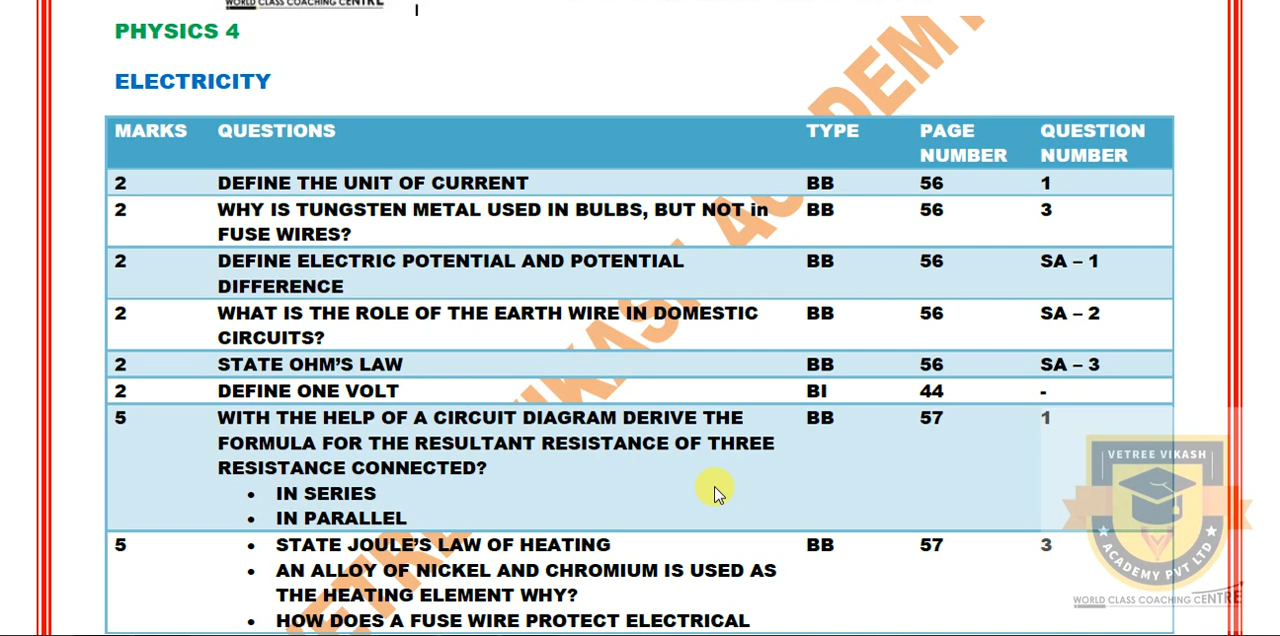 WORLD CLASS COACHING CENTRE
PHYSICS 4
ELECTRICITY
MARKS QUESTIONS TYPE PAGE NUMBER QUESTION NUMBER
2 DEFINE THE UNIT OF CURRENT BB 56 1
2 WHY IS TUNGSTEN METAL USED IN BULBS, BUT NOT in BB 56 3
FUSE WIRES?
2 DEFINE ELECTRIC POTENTIAL AND POTENTIAL BB 56 SA – 1
DIFFERENCE
2 WHAT IS THE ROLE OF THE EARTH WIRE IN DOMESTIC BB 56 SA – 2
CIRCUITS?
2 STATE OHM’S LAW BB 56 SA – 3
2 DEFINE ONE VOLT BI 44 -
5 WITH THE HELP OF A CIRCUIT DIAGRAM DERIVE THE BB 57 1
FORMULA FOR THE RESULTANT RESISTANCE OF THREE
RESISTANCE CONNECTED?
• IN SERIES
• IN PARALLEL
5 • STATE JOULE’S LAW OF HEATING BB 57 3
• AN ALLOY OF NICKEL AND CHROMIUM IS USED AS
THE HEATING ELEMENT WHY?
• HOW DOES A FUSE WIRE PROTECT ELECTRICAL
VETREE VIKASH
ACADEMY PVT LTD
WORLD CLASS COACHING CENTRE